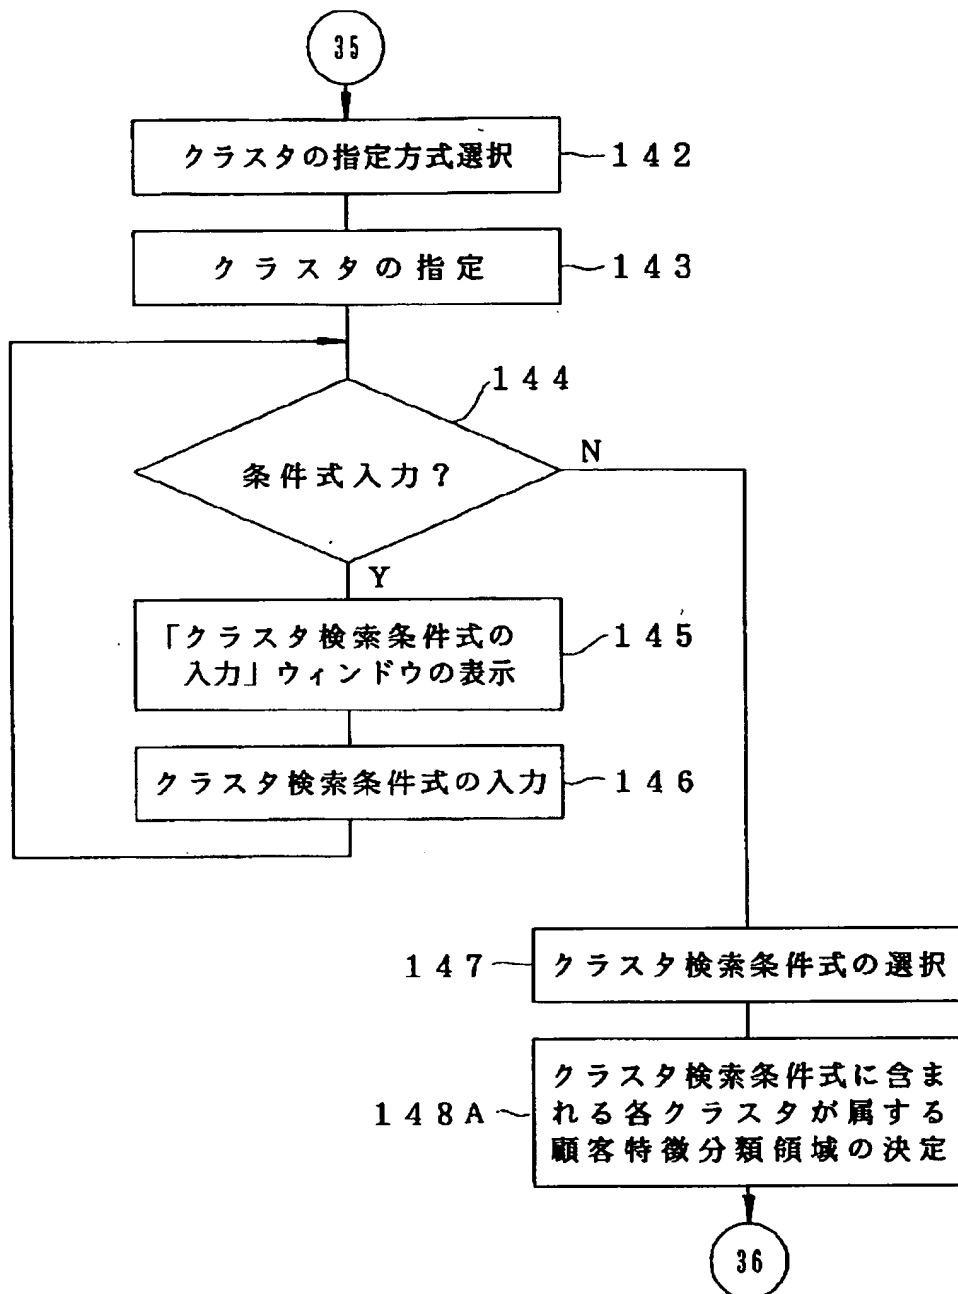 35
クラスタの指定方式選択
142
クラスタの指定
143
144
条件式入力?
N
Y
「クラスタ検索条件式の
入力」ウィンドウの表示
145
クラスタ検索条件式の入力
146
147
クラスタ検索条件式の選択
クラスタ検索条件式に含ま
れる各クラスタが属する
顧客特徴分類領域の決定
148A
36